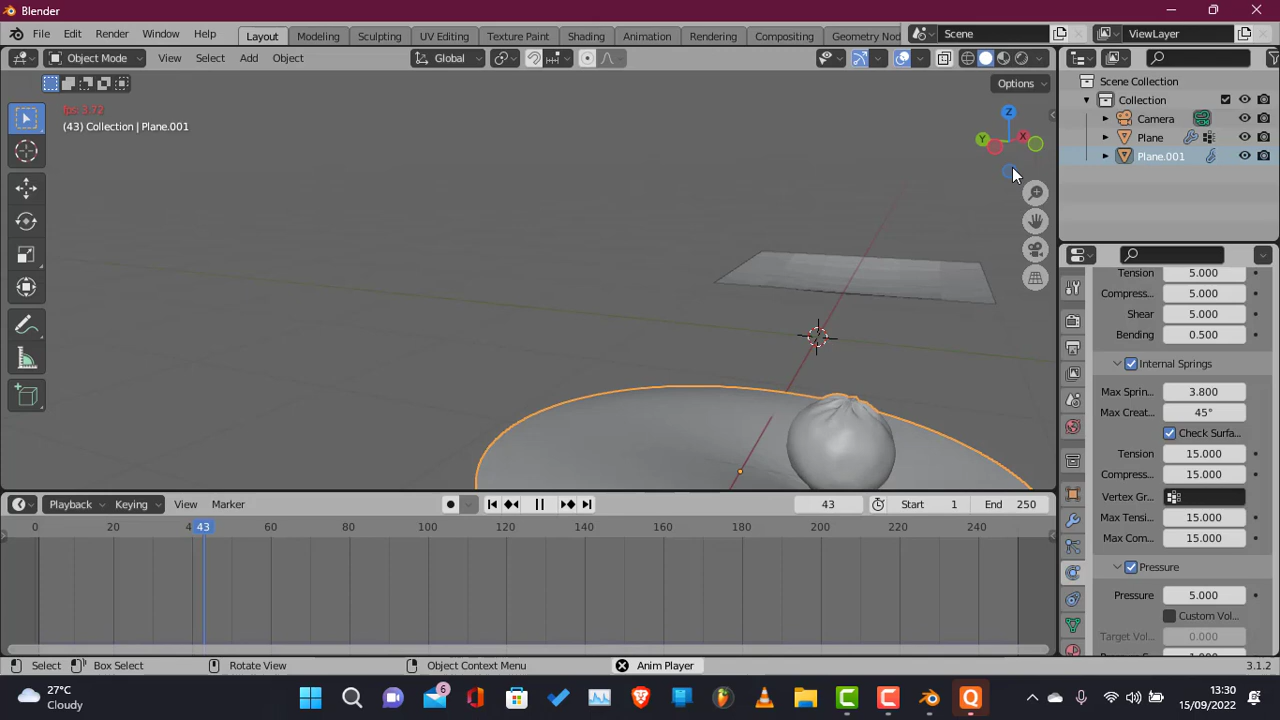 Blender
File Edit Render Window Help Layout Modeling Sculpting UV Editing Texture Paint Shading Animation Rendering Compositing Geometry Nod Scene ViewLayer
Object Mode View Select Add Object Global
Options
fps: 3.72
(43) Collection | Plane.001
Z
Y X
Scene Collection
Collection
Camera
Plane
Plane.001
Tension 5.000
Compress... 5.000
Shear 5.000
Bending 0.500
Internal Springs
Max Sprin... 3.800
Max Creat... 45°
Check Surfa...
Tension 15.000
Compress... 15.000
Vertex Gr...
Max Tensi... 15.000
Max Com... 15.000
Pressure
Pressure 5.000
Custom Vol...
Target Vol... 0.000
Playback Keying View Marker 43 Start 1 End 250
0 20 4 43 60 80 100 120 140 160 180 200 220 240
Select Box Select Rotate View Object Context Menu Anim Player 3.1.2
27°C
Cloudy
6
Q
13:30
15/09/2022